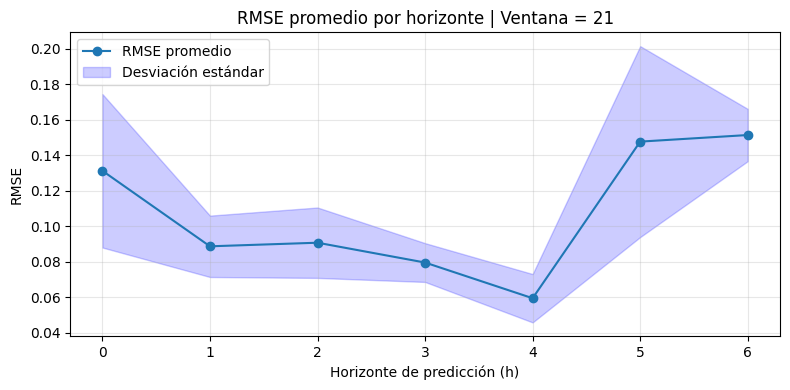 RMSE promedio por horizonte | Ventana = 21
RMSE promedio
Desviación estándar
RMSE
0.20
0.18
0.16
0.14
0.12
0.10
0.08
0.06
0.04
0 1 2 3 4 5 6
Horizonte de predicción (h)